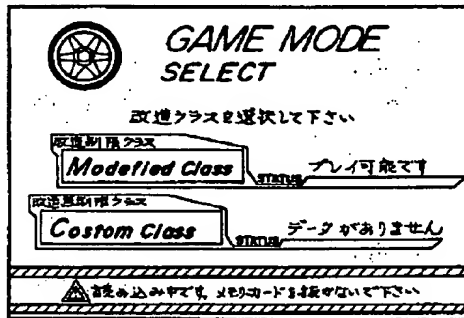 GAME MODE
SELECT
改造クラスを選択して下さい
改造制限クラス
Modefied Class
STATUS
プレイ可能です
改造無制限クラス
Costom Class
STATUS
データがありません
読み込み中です。メモリーカードを抜かないで下さい